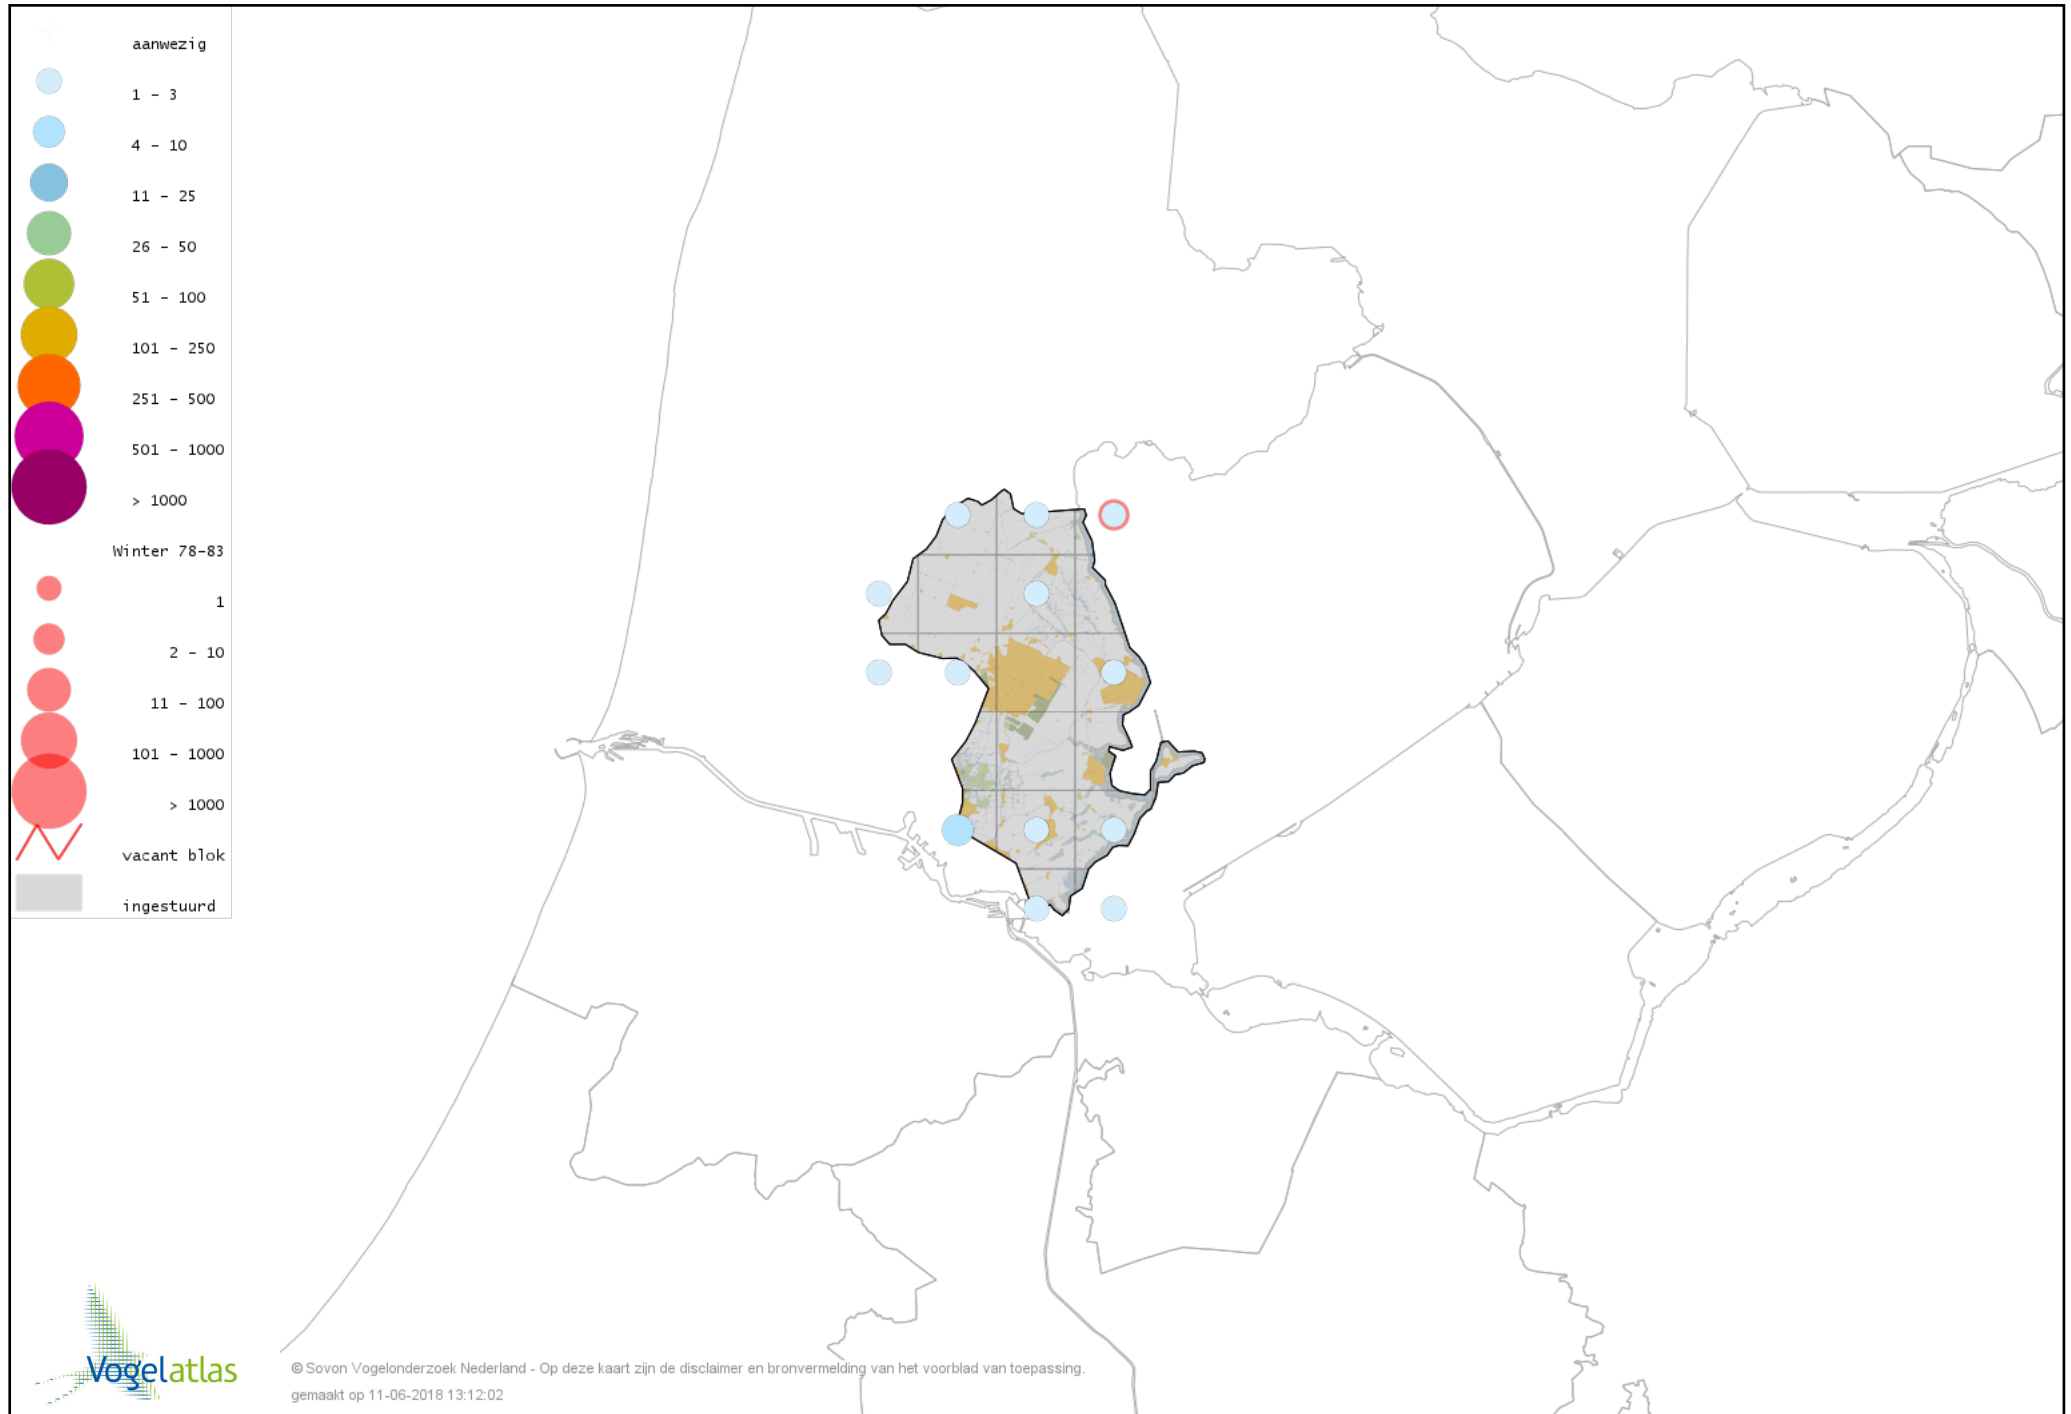 aanwezig
1 - 3
4 - 10
11 - 25
26 - 50
51 - 100
101 - 250
251 - 500
501 - 1000
> 1000
Winter 78-83
1
2 - 10
11 - 100
101 - 1000
> 1000
vacant blok
ingestuurd
Vogelatlas
© Sovon Vogelonderzoek Nederland - Op deze kaart zijn de disclaimer en bronvermelding van het voorblad van toepassing.
gemaakt op 11-06-2018 13:12:02